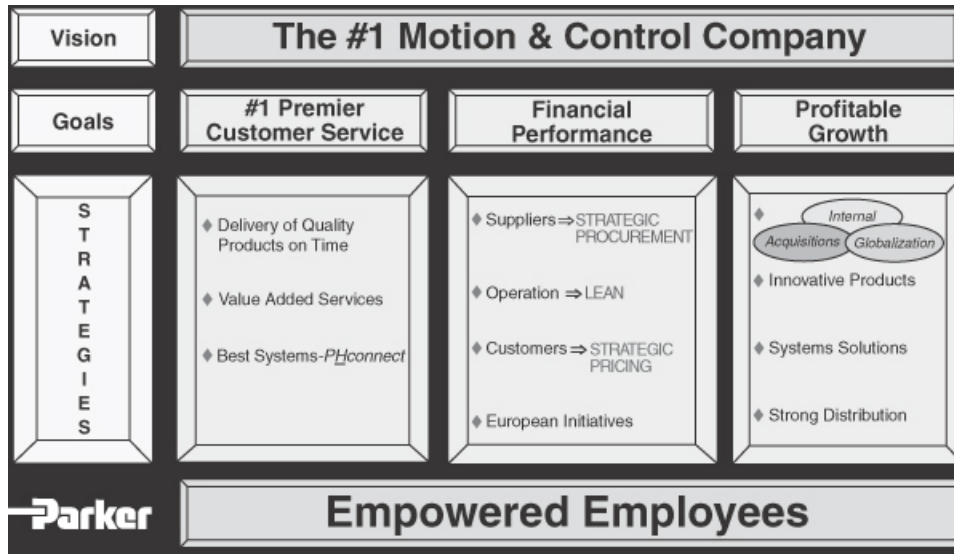 Vision
The #1 Motion & Control Company
Goals
#1 Premier
Customer Service
Financial
Performance
Profitable
Growth
STRATEGIES
♦ Delivery of Quality
Products on Time
♦ Value Added Services
♦ Best Systems-PHconnect
♦ Suppliers ⇒ STRATEGIC
PROCUREMENT
♦ Operation ⇒ LEAN
♦ Customers ⇒ STRATEGIC
PRICING
♦ European Initiatives
♦ Internal
Acquisitions Globalization
♦ Innovative Products
♦ Systems Solutions
♦ Strong Distribution
Parker
Empowered Employees